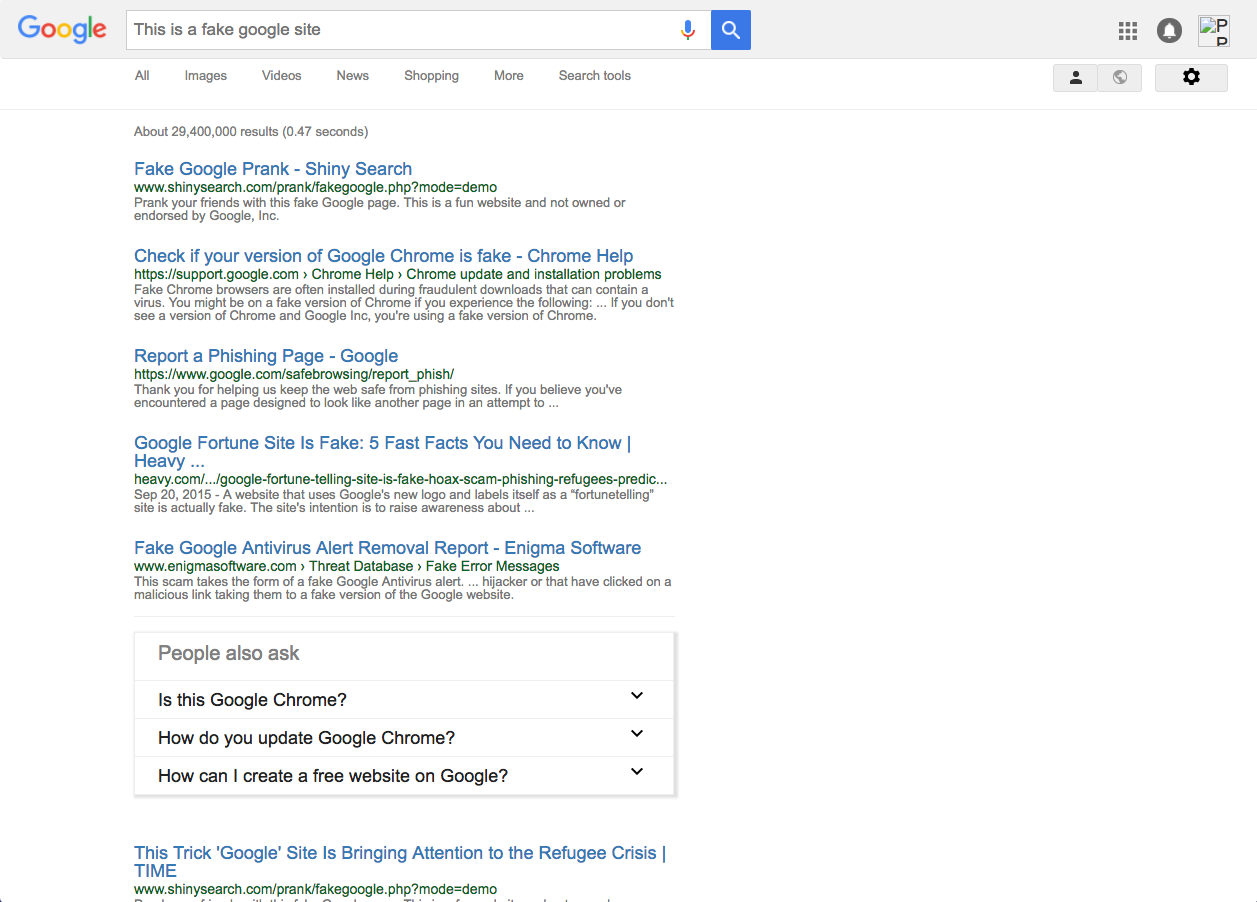 Google
This is a fake google site
P
P
All Images Videos News Shopping More Search tools
About 29,400,000 results (0.47 seconds)
Fake Google Prank - Shiny Search
www.shinysearch.com/prank/fakegoogle.php?mode=demo
Prank your friends with this fake Google page. This is a fun website and not owned or
endorsed by Google, Inc.
Check if your version of Google Chrome is fake - Chrome Help
https://support.google.com › Chrome Help › Chrome update and installation problems
Fake Chrome browsers are often installed during fraudulent downloads that can contain a
virus. You might be on a fake version of Chrome if you experience the following: ... If you don't
see a version of Chrome and Google Inc, you're using a fake version of Chrome.
Report a Phishing Page - Google
https://www.google.com/safebrowsing/report_phish/
Thank you for helping us keep the web safe from phishing sites. If you believe you've
encountered a page designed to look like another page in an attempt to ...
Google Fortune Site Is Fake: 5 Fast Facts You Need to Know |
Heavy ...
heavy.com/.../google-fortune-telling-site-is-fake-hoax-scam-phishing-refugees-predic...
Sep 20, 2015 - A website that uses Google's new logo and labels itself as a “fortunetelling”
site is actually fake. The site's intention is to raise awareness about ...
Fake Google Antivirus Alert Removal Report - Enigma Software
www.enigmasoftware.com › Threat Database › Fake Error Messages
This scam takes the form of a fake Google Antivirus alert. ... hijacker or that have clicked on a
malicious link taking them to a fake version of the Google website.
People also ask
Is this Google Chrome?
How do you update Google Chrome?
How can I create a free website on Google?
This Trick 'Google' Site Is Bringing Attention to the Refugee Crisis |
TIME
www.shinysearch.com/prank/fakegoogle.php?mode=demo